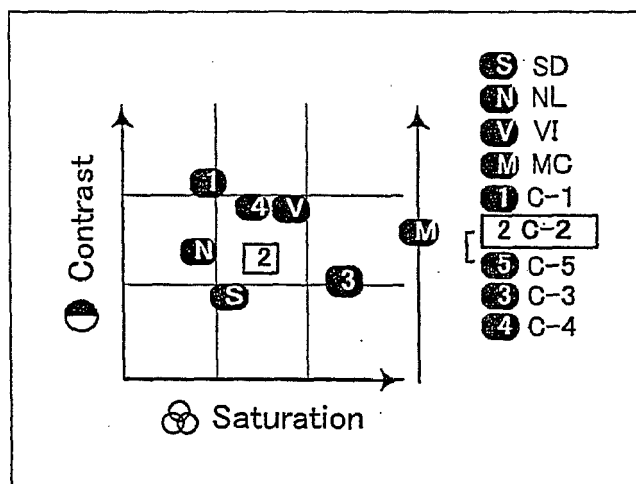 S SD
N NL
V VI
M MC
1 C-1
2 C-2
5 C-5
3 C-3
4 C-4
Contrast
1
4 V
M
N
2
S
3
Saturation